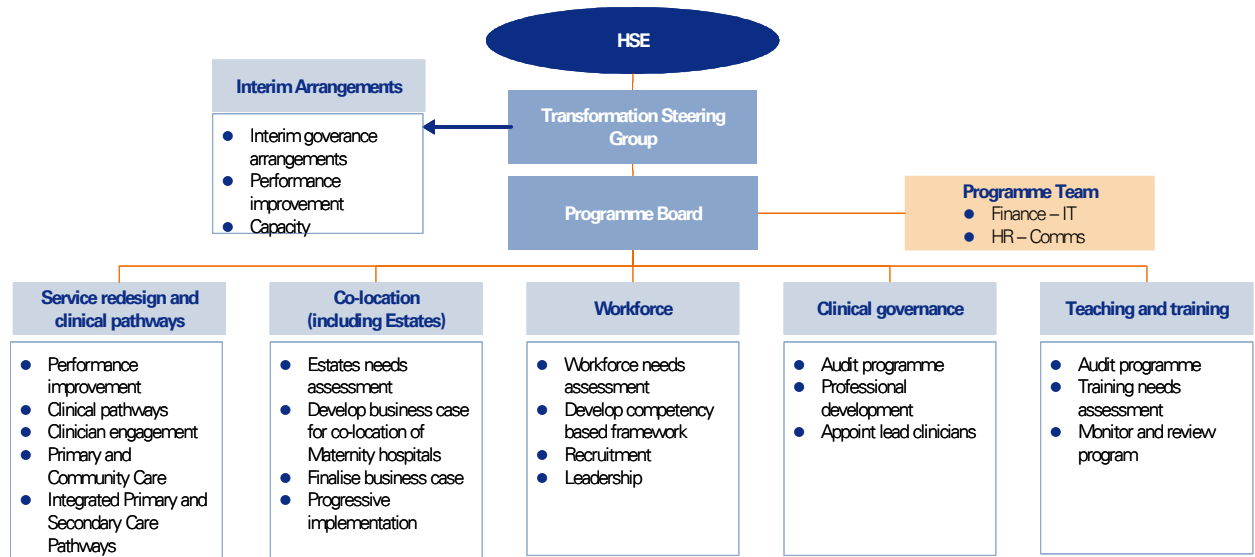 HSE
Interim Arrangements
● Interim goverance
arrangements
● Performance
improvement
● Capacity
Transformation Steering
Group
Programme Board
Programme Team
● Finance – IT
● HR – Comms
Service redesign and
clinical pathways
● Performance
improvement
● Clinical pathways
● Clinician engagement
● Primary and
Community Care
● Integrated Primary and
Secondary Care
Pathways
Co-location
(including Estates)
● Estates needs
assessment
● Develop business case
for co-location of
Maternity hospitals
● Finalise business case
● Progressive
implementation
Workforce
● Workforce needs
assessment
● Develop competency
based framework
● Recruitment
● Leadership
Clinical governance
● Audit programme
● Professional
development
● Appoint lead clinicians
Teaching and training
● Audit programme
● Training needs
assessment
● Monitor and review
program